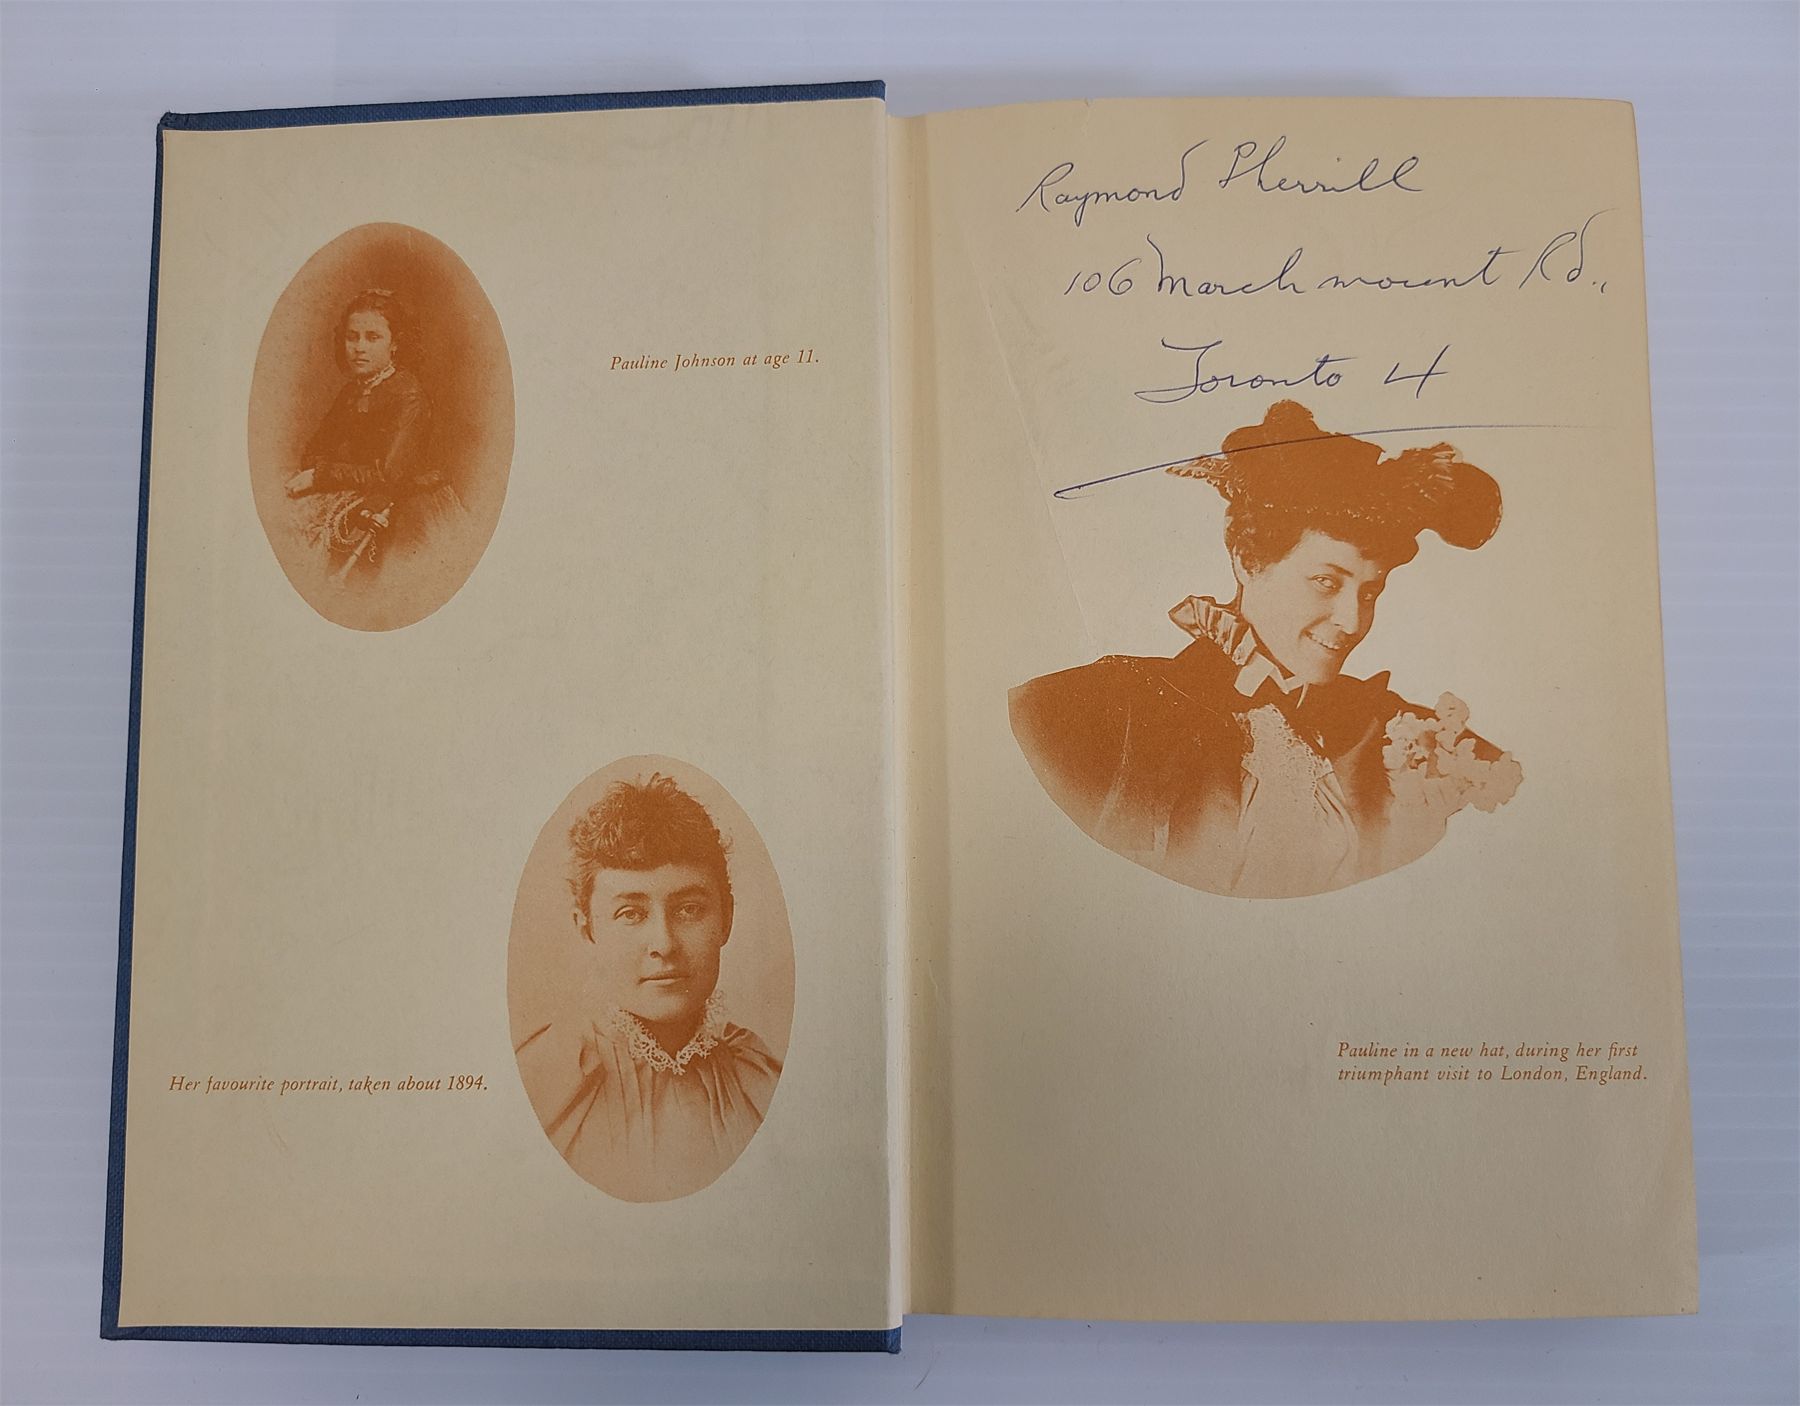 Pauline Johnson at age 11.
Her favourite portrait, taken about 1894.
Raymond Sherrill
106 Marchmount Rd.,
Toronto 4
Pauline in a new hat, during her first
triumphant visit to London, England.